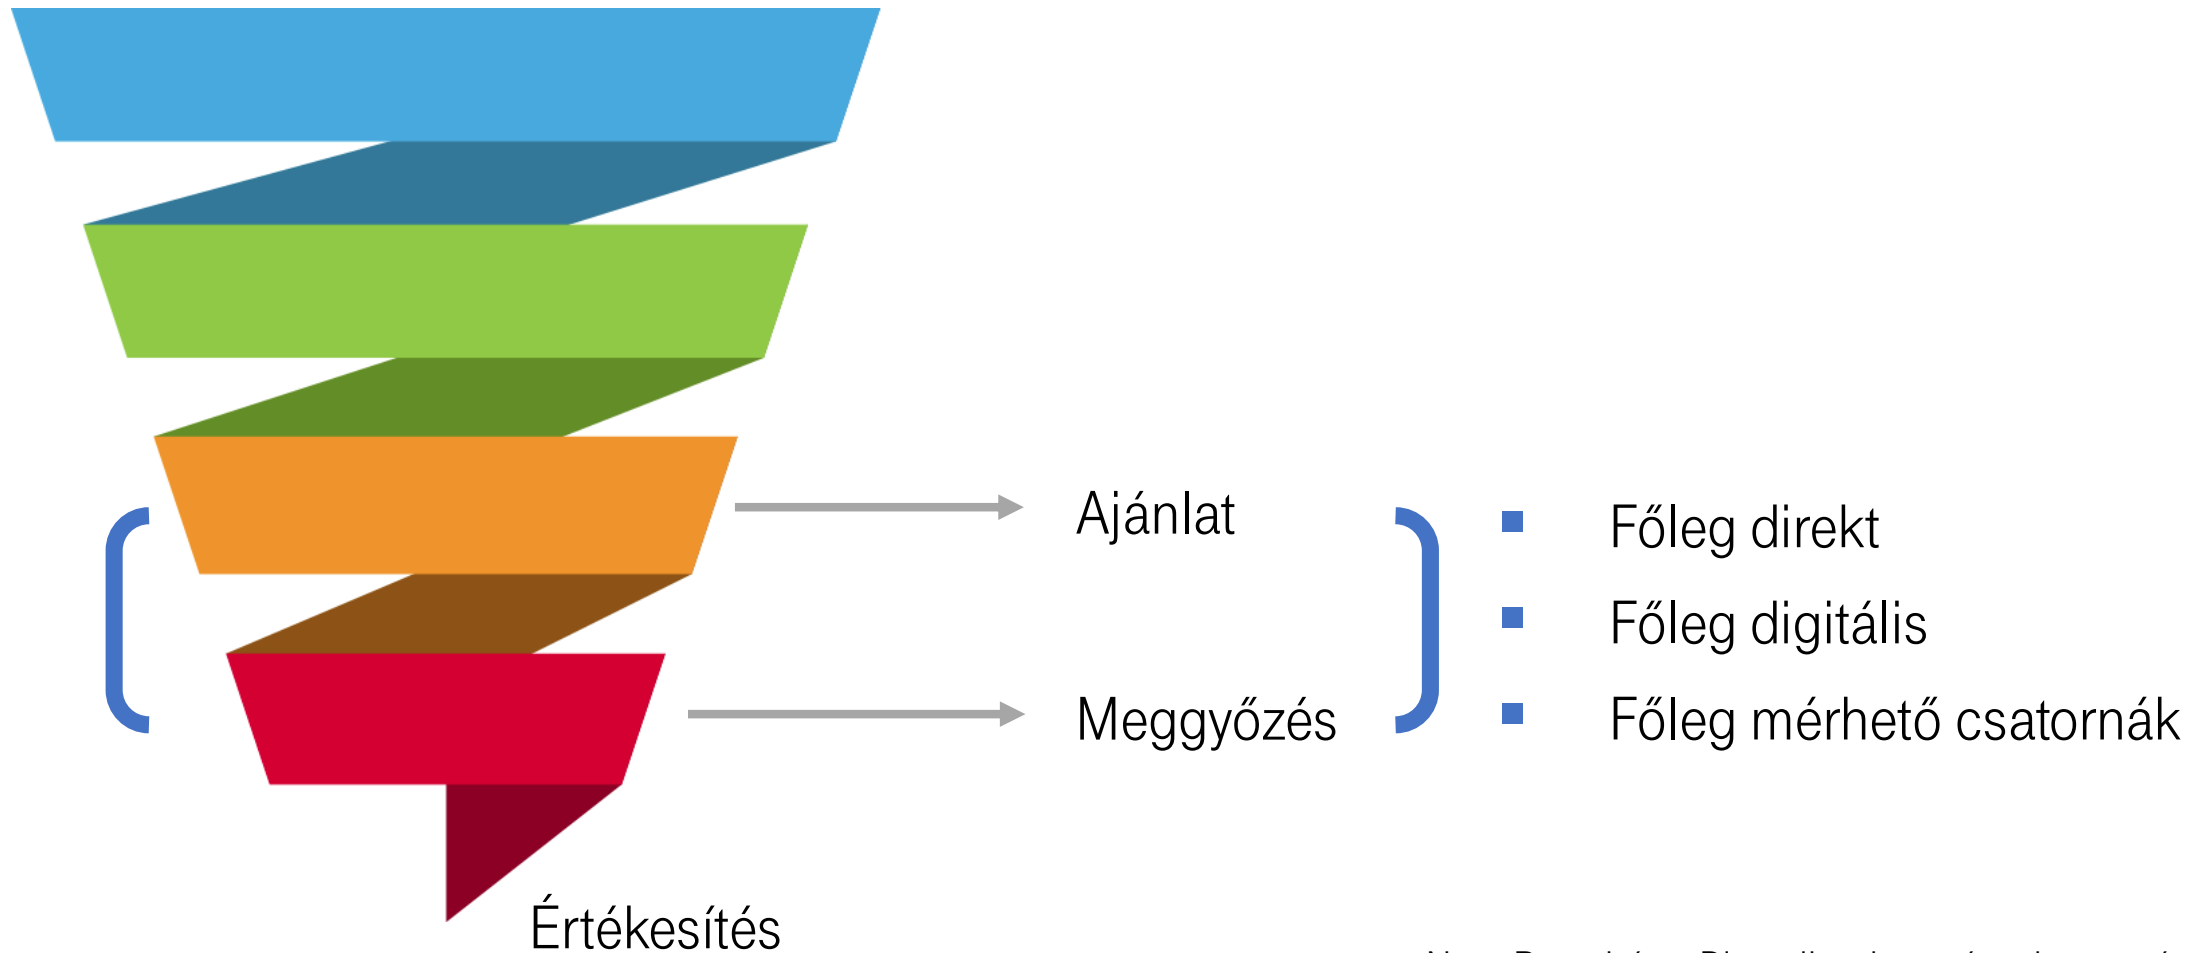 Ajánlat
Meggyőzés
Főleg direkt
Főleg digitális
Főleg mérhető csatornák
Értékesítés